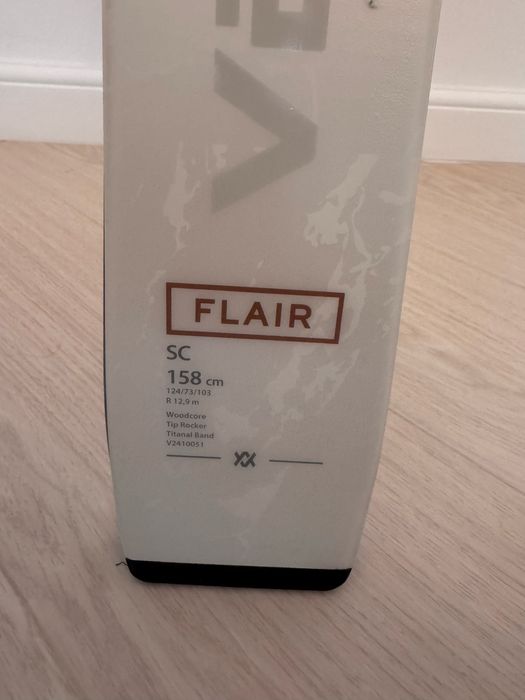 FLAIR
SC
158 cm
124/73/103
R 12,9 m
Woodcore
Tip Rocker
Titanal Band
V2410051